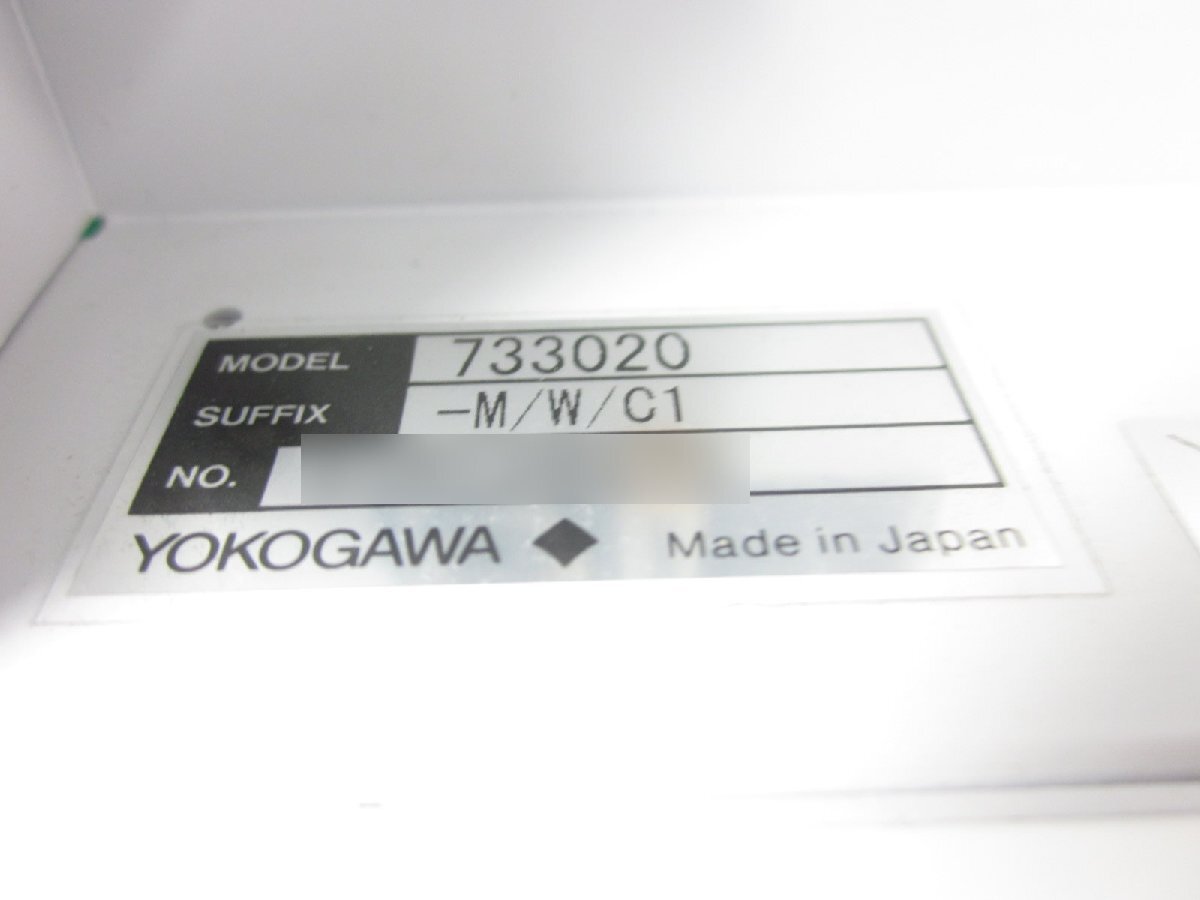 MODEL 733020
SUFFIX -M/W/C1
NO.
YOKOGAWA ◆ Made in Japan